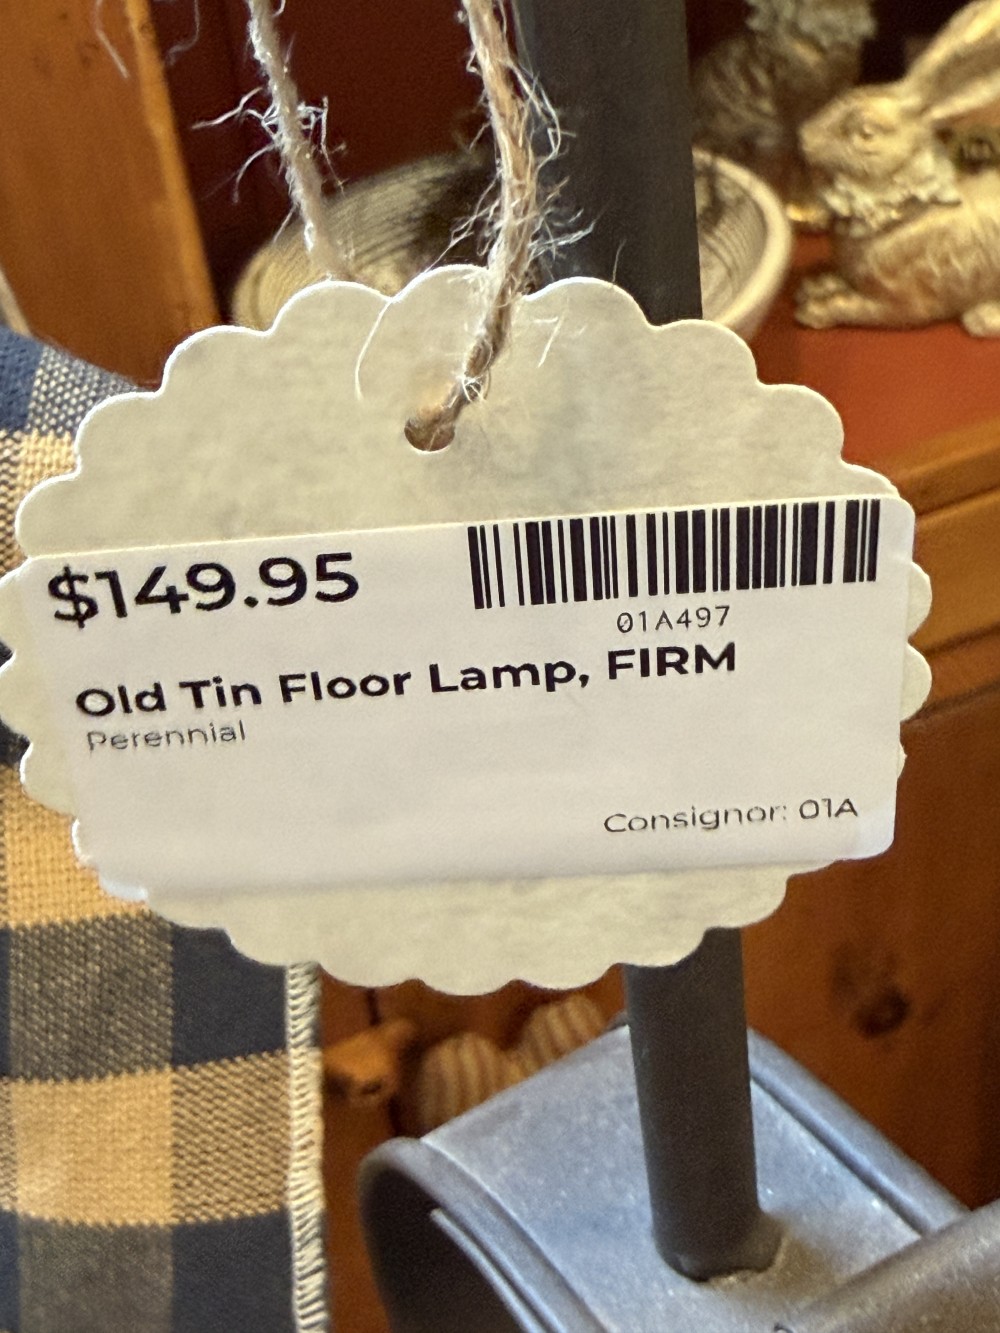 $149.95
01A497
Old Tin Floor Lamp, FIRM
Perennial
Consignor: 01A